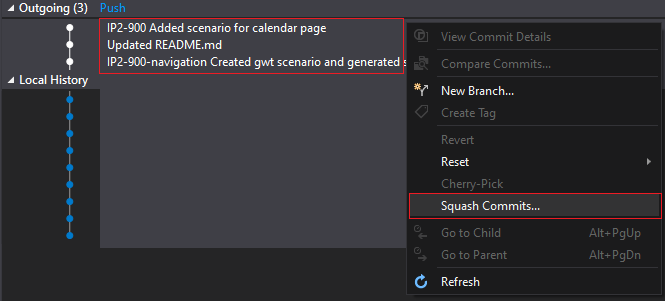 Outgoing (3) Push
IP2-900 Added scenario for calendar page
Updated README.md
IP2-900-navigation Created gwt scenario and generated s
Local History
View Commit Details
Compare Commits...
New Branch...
Create Tag
Revert
Reset
Cherry-Pick
Squash Commits...
Go to Child Alt+PgUp
Go to Parent Alt+PgDn
Refresh